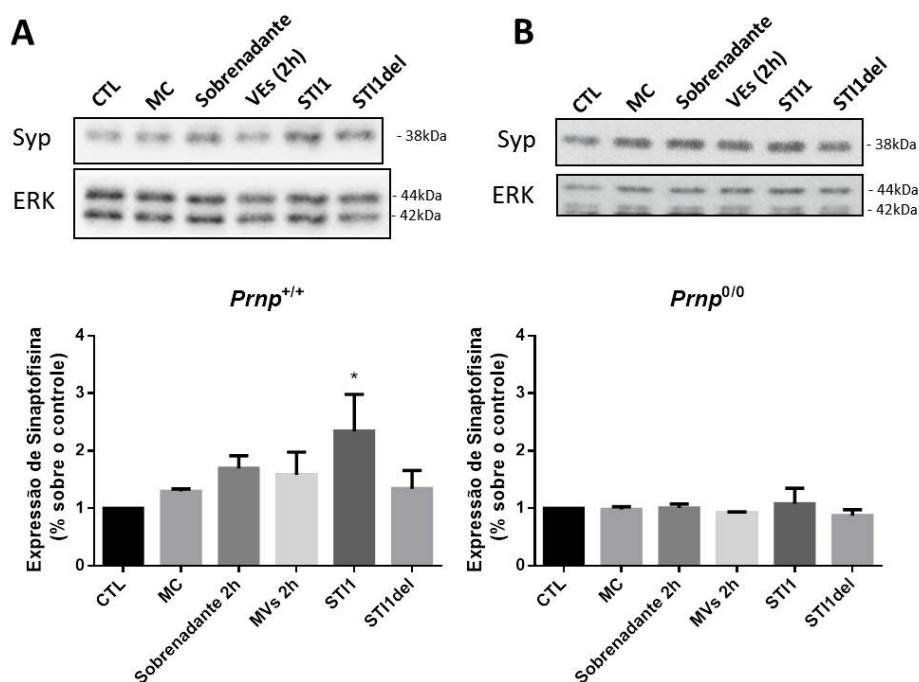 A
CTL MC Sobrenadante VEs (2h) STI1 STI1del
Syp - 38kDa
ERK - 44kDa
- 42kDa
B
CTL MC Sobrenadante VEs (2h) STI1 STI1del
Syp - 38kDa
ERK - 44kDa
- 42kDa
Prnp+/+
Expressão de Sinaptofisina
(% sobre o controle)
4
3
2
1
0
*
CTL MC Sobrenadante 2h MVs 2h STI1 STI1del
Prnp0/0
Expressão de Sinaptofisina
(% sobre o controle)
4
3
2
1
0
CTL MC Sobrenadante 2h MVs 2h STI1 STI1del